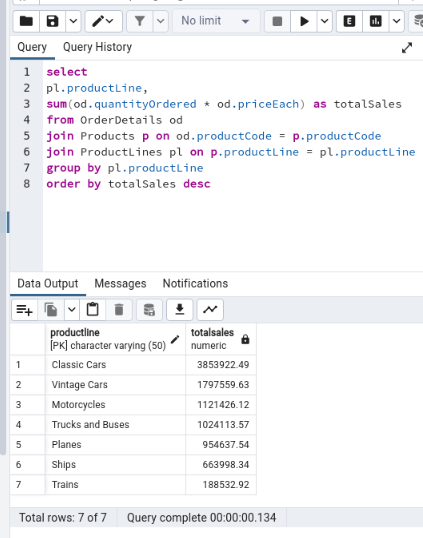 No limit
E
Query Query History
1 select
2 pl.productLine,
3 sum(od.quantityOrdered * od.priceEach) as totalSales
4 from OrderDetails od
5 join Products p on od.productCode = p.productCode
6 join ProductLines pl on p.productLine = pl.productLine
7 group by pl.productLine
8 order by totalSales desc
Data Output Messages Notifications
productline totalsales
[PK] character varying (50) numeric
1 Classic Cars 3853922.49
2 Vintage Cars 1797559.63
3 Motorcycles 1121426.12
4 Trucks and Buses 1024113.57
5 Planes 954637.54
6 Ships 663998.34
7 Trains 188532.92
Total rows: 7 of 7 Query complete 00:00:00.134